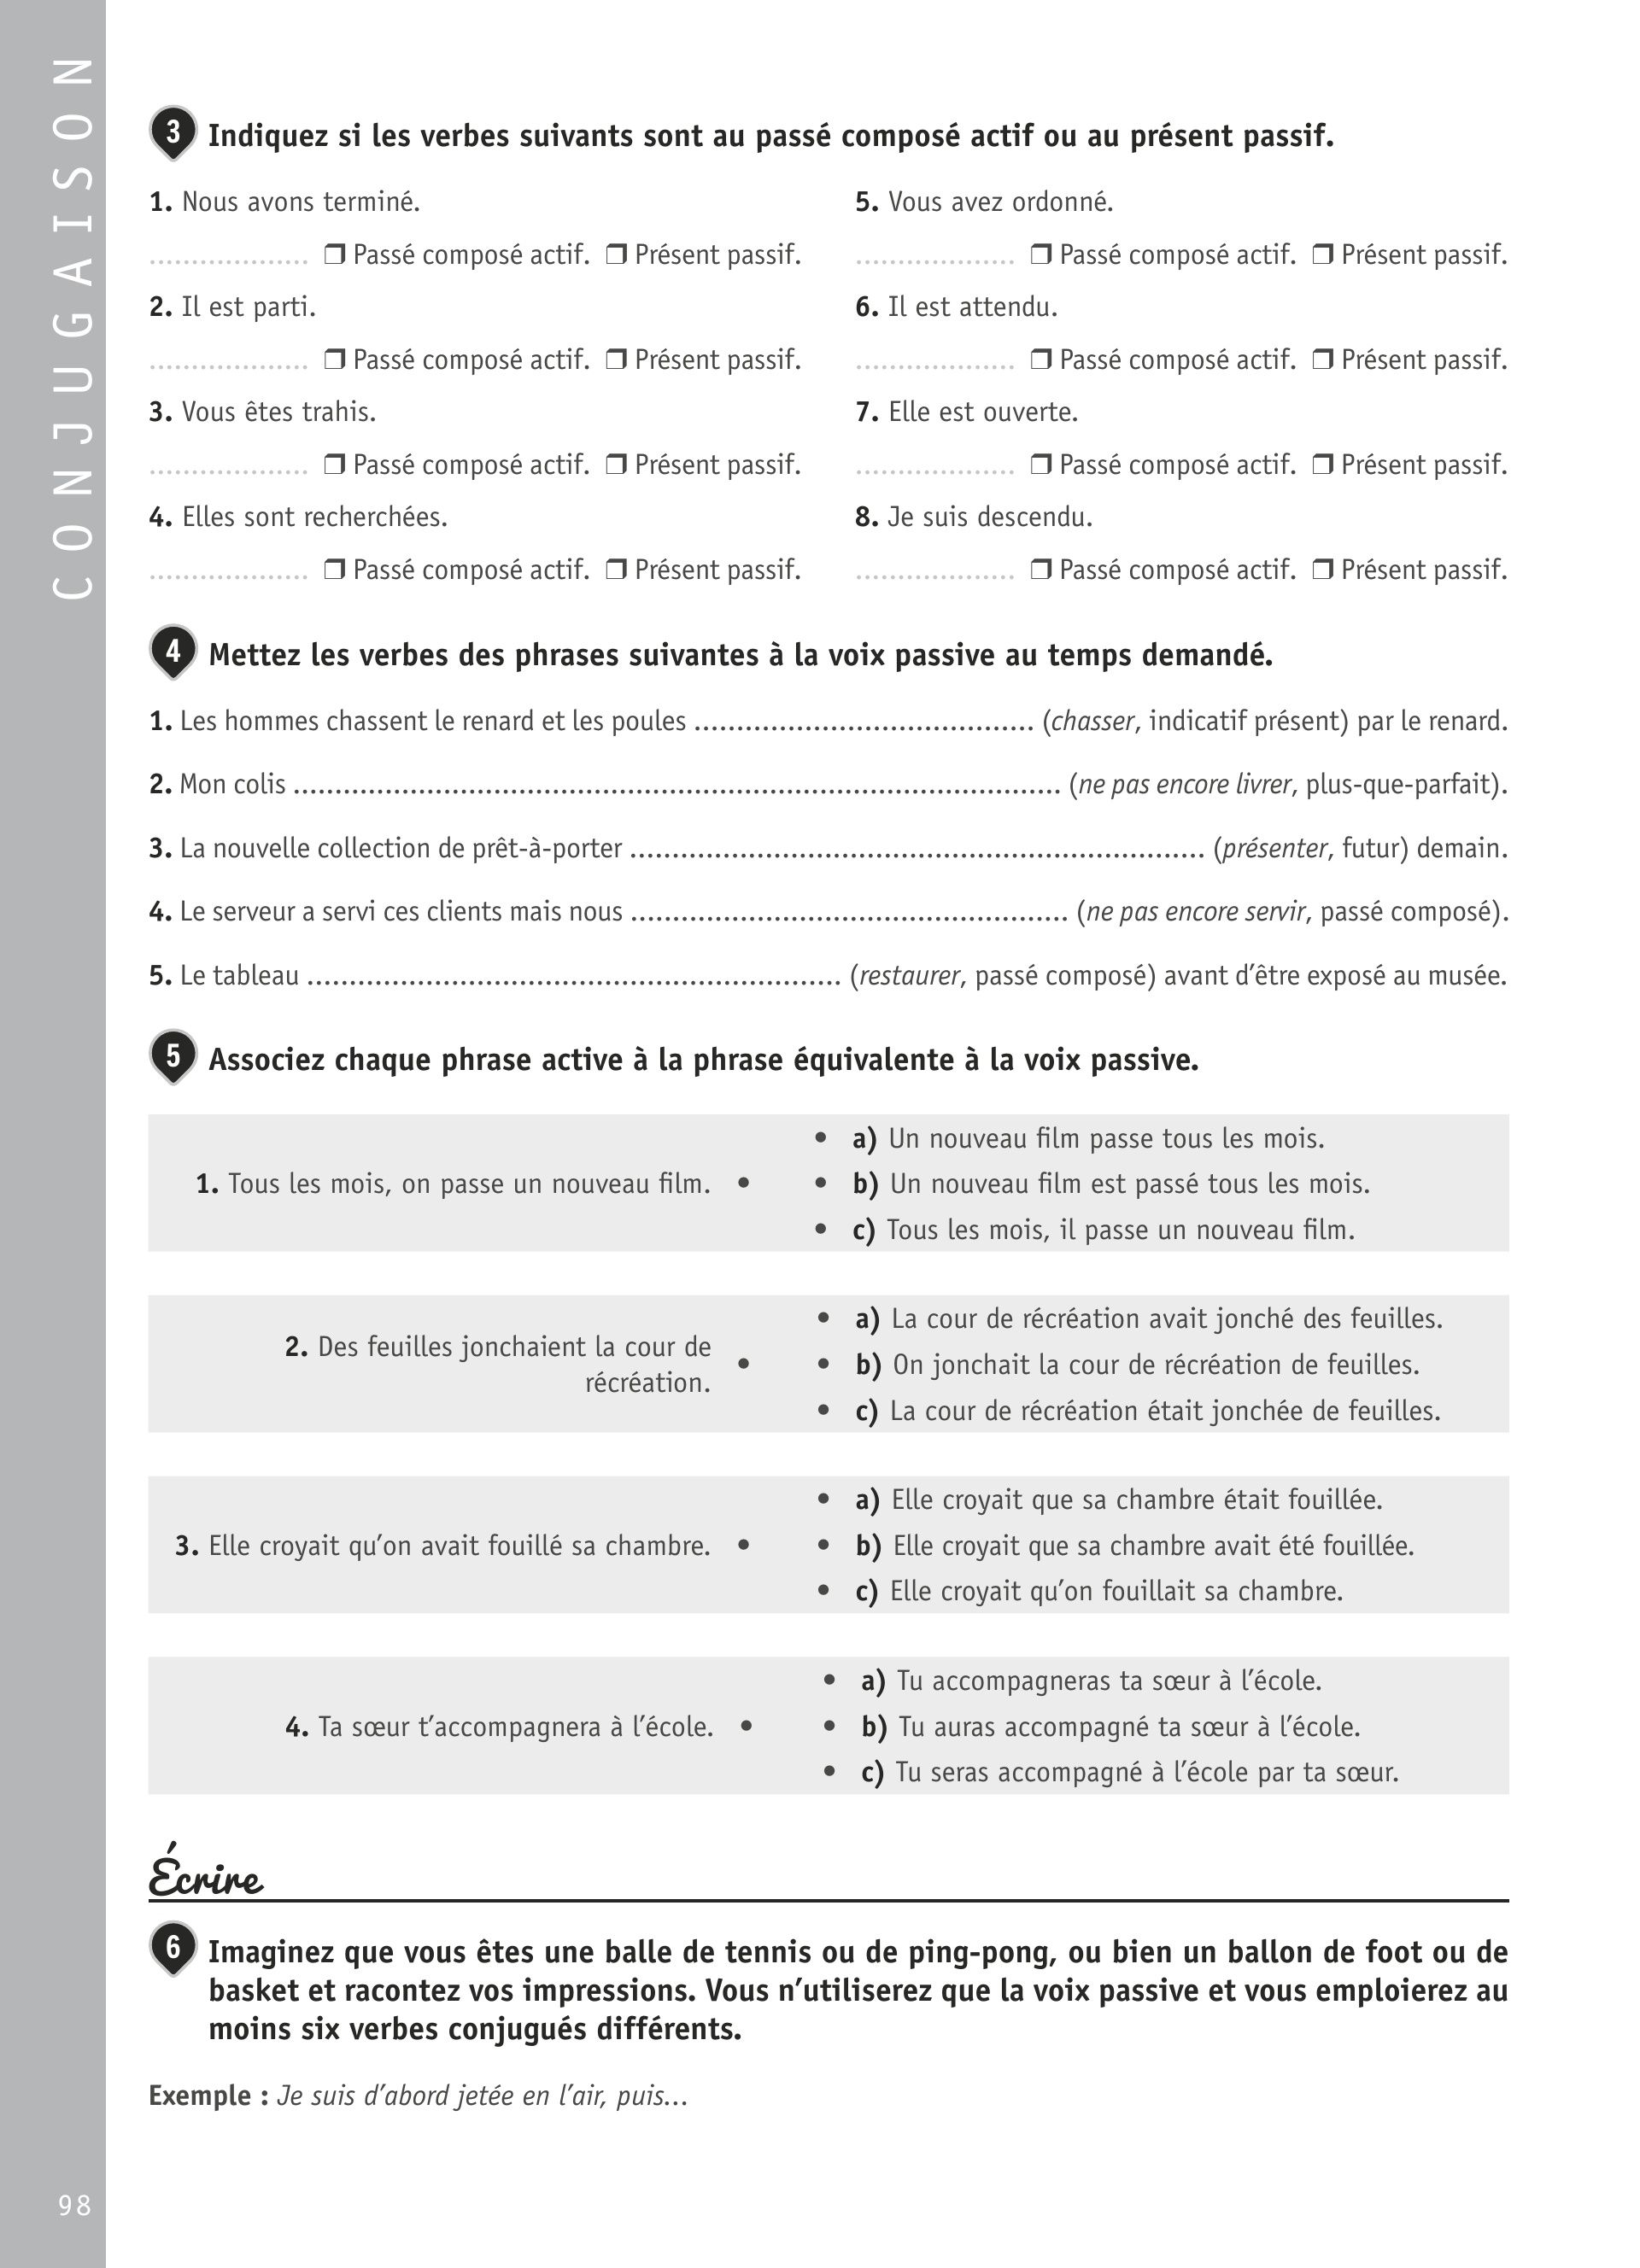 CONJUGAISON
3 Indiquez si les verbes suivants sont au passé composé actif ou au présent passif.
1. Nous avons terminé.
................... ❒ Passé composé actif. ❒ Présent passif.
2. Il est parti.
................... ❒ Passé composé actif. ❒ Présent passif.
3. Vous êtes trahis.
................... ❒ Passé composé actif. ❒ Présent passif.
4. Elles sont recherchées.
................... ❒ Passé composé actif. ❒ Présent passif.
5. Vous avez ordonné.
................... ❒ Passé composé actif. ❒ Présent passif.
6. Il est attendu.
................... ❒ Passé composé actif. ❒ Présent passif.
7. Elle est ouverte.
................... ❒ Passé composé actif. ❒ Présent passif.
8. Je suis descendu.
................... ❒ Passé composé actif. ❒ Présent passif.
4 Mettez les verbes des phrases suivantes à la voix passive au temps demandé.
1. Les hommes chassent le renard et les poules ........................................ (chasser, indicatif présent) par le renard.
2. Mon colis ........................................................................................... (ne pas encore livrer, plus-que-parfait).
3. La nouvelle collection de prêt-à-porter .................................................................... (présenter, futur) demain.
4. Le serveur a servi ces clients mais nous .................................................... (ne pas encore servir, passé composé).
5. Le tableau ............................................................... (restaurer, passé composé) avant d’être exposé au musée.
5 Associez chaque phrase active à la phrase équivalente à la voix passive.
1. Tous les mois, on passe un nouveau film. •
• a) Un nouveau film passe tous les mois.
• b) Un nouveau film est passé tous les mois.
• c) Tous les mois, il passe un nouveau film.
2. Des feuilles jonchaient la cour de
récréation. •
• a) La cour de récréation avait jonché des feuilles.
• b) On jonchait la cour de récréation de feuilles.
• c) La cour de récréation était jonchée de feuilles.
3. Elle croyait qu’on avait fouillé sa chambre. •
• a) Elle croyait que sa chambre était fouillée.
• b) Elle croyait que sa chambre avait été fouillée.
• c) Elle croyait qu’on fouillait sa chambre.
4. Ta sœur t’accompagnera à l’école. •
• a) Tu accompagneras ta sœur à l’école.
• b) Tu auras accompagné ta sœur à l’école.
• c) Tu seras accompagné à l’école par ta sœur.
Écrire
6 Imaginez que vous êtes une balle de tennis ou de ping-pong, ou bien un ballon de foot ou de
basket et racontez vos impressions. Vous n’utiliserez que la voix passive et vous emploierez au
moins six verbes conjugués différents.
Exemple : Je suis d’abord jetée en l’air, puis...
98